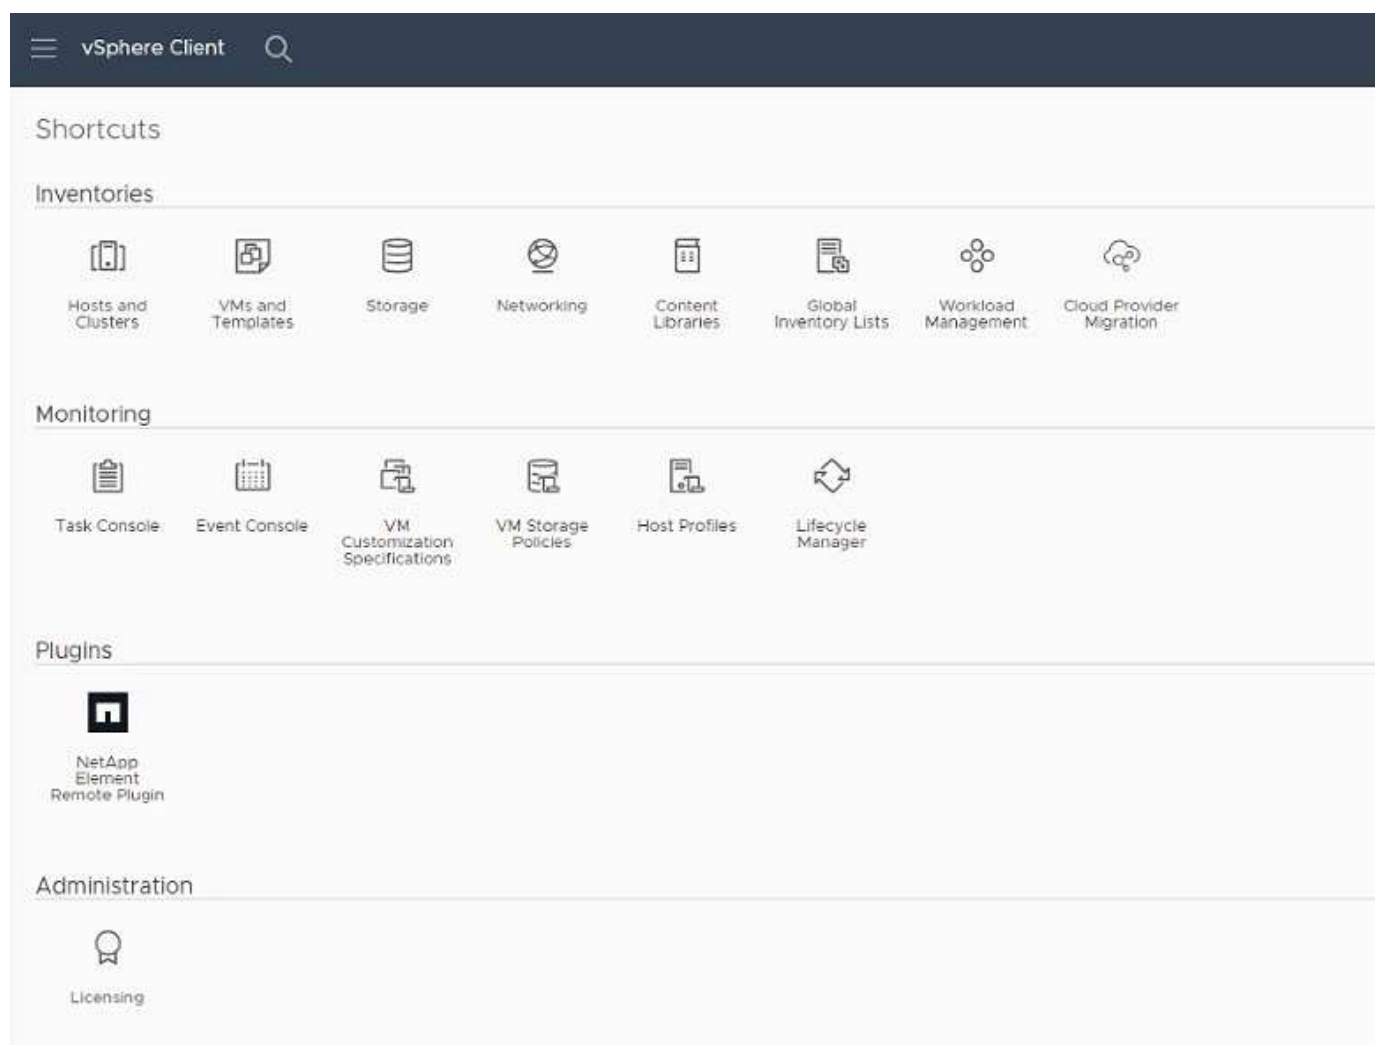 vSphere Client
Shortcuts
Inventories
Hosts and
Clusters
VMs and
Templates
Storage
Networking
Content
Libraries
Global
Inventory Lists
Workload
Management
Cloud Provider
Migration
Monitoring
Task Console
Event Console
VM
Customization
Specifications
VM Storage
Policies
Host Profiles
Lifecycle
Manager
Plugins
NetApp
Element
Remote Plugin
Administration
Licensing